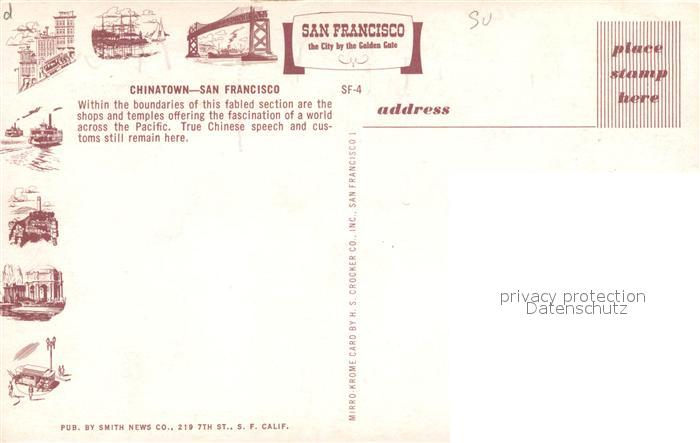 d
SAN FRANCISCO
the City by the Golden Gate
SU
place
stamp
here
CHINATOWN—SAN FRANCISCO
SF-4
address
Within the boundaries of this fabled section are the
shops and temples offering the fascination of a world
across the Pacific. True Chinese speech and cus-
toms still remain here.
MIRRO-KROME CARD BY H. S. CROCKER CO., INC., SAN FRANCISCO 1
privacy protection
Datenschutz
PUB. BY SMITH NEWS CO., 219 7TH ST., S. F. CALIF.